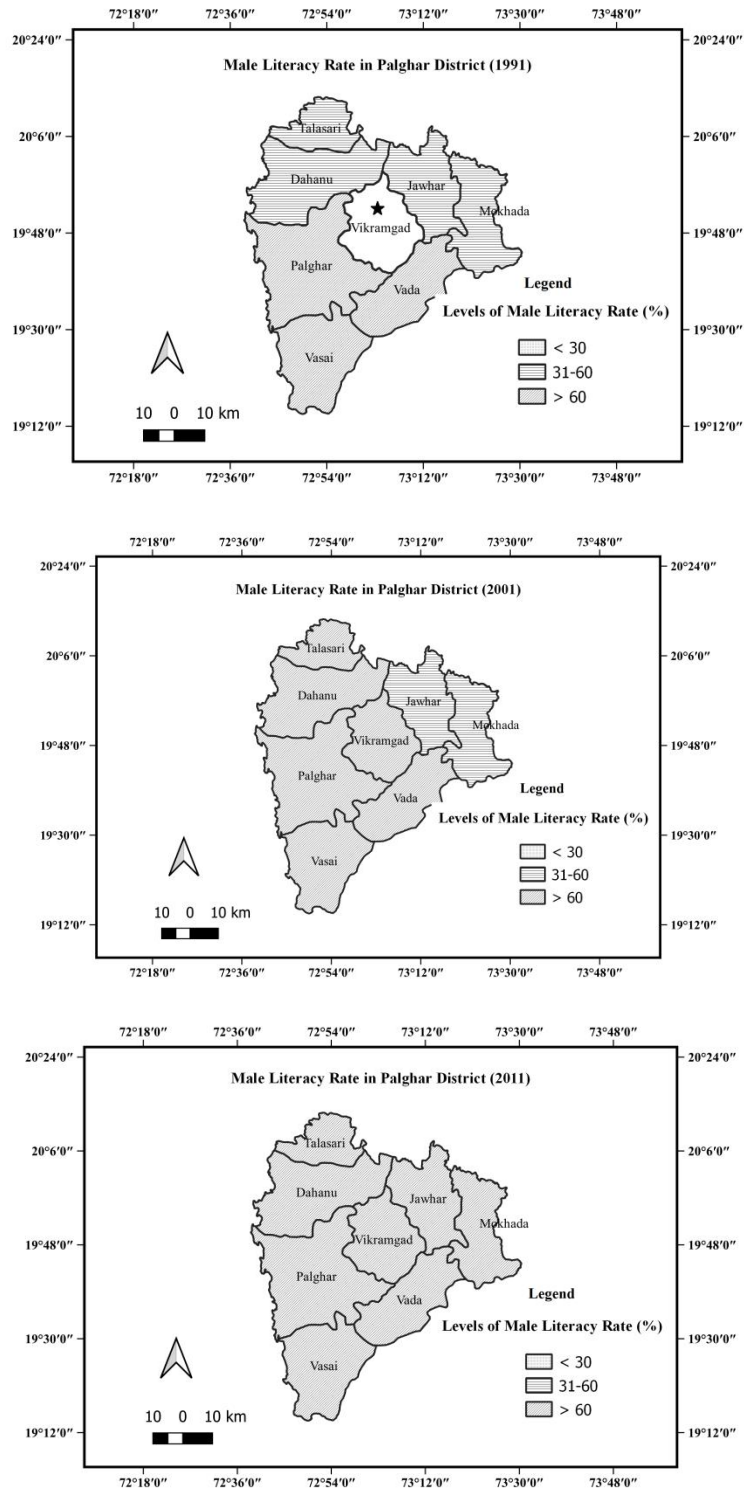 72°18'0" 72°36'0" 72°54'0" 73°12'0" 73°30'0" 73°48'0"
20°24'0" 20°24'0"
Male Literacy Rate in Palghar District (1991)
Talasari
20°6'0" 20°6'0"
Dahanu Jawhar
Mokhada
Vikramgad
19°48'0" 19°48'0"
Palghar
Legend
Vada
Levels of Male Literacy Rate (%)
19°30'0" 19°30'0"
< 30
Vasai
31-60
> 60
10 0 10 km
19°12'0" 19°12'0"
72°18'0" 72°36'0" 72°54'0" 73°12'0" 73°30'0" 73°48'0"
72°18'0" 72°36'0" 72°54'0" 73°12'0" 73°30'0" 73°48'0"
20°24'0" 20°24'0"
Male Literacy Rate in Palghar District (2001)
Talasari
20°6'0" 20°6'0"
Dahanu Jawhar
Mokhada
Vikramgad
19°48'0" 19°48'0"
Palghar
Legend
Vada
Levels of Male Literacy Rate (%)
19°30'0" 19°30'0"
< 30
Vasai
31-60
> 60
10 0 10 km
19°12'0" 19°12'0"
72°18'0" 72°36'0" 72°54'0" 73°12'0" 73°30'0" 73°48'0"
72°18'0" 72°36'0" 72°54'0" 73°12'0" 73°30'0" 73°48'0"
20°24'0" 20°24'0"
Male Literacy Rate in Palghar District (2011)
Talasari
20°6'0" 20°6'0"
Dahanu Jawhar
Mokhada
Vikramgad
19°48'0" 19°48'0"
Palghar
Legend
Vada
Levels of Male Literacy Rate (%)
19°30'0" 19°30'0"
< 30
Vasai
31-60
> 60
10 0 10 km
19°12'0" 19°12'0"
72°18'0" 72°36'0" 72°54'0" 73°12'0" 73°30'0" 73°48'0"